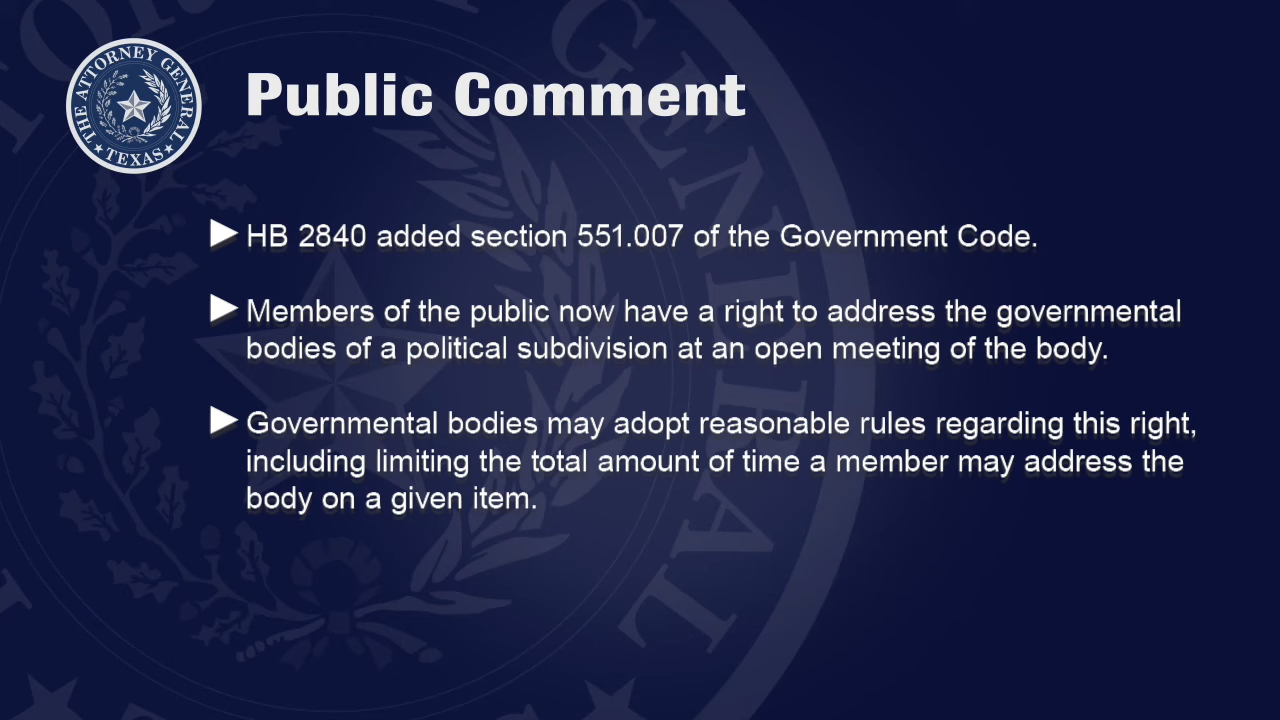 THE ATTORNEY GENERAL
TEXAS
Public Comment
HB 2840 added section 551.007 of the Government Code.
Members of the public now have a right to address the governmental
bodies of a political subdivision at an open meeting of the body.
Governmental bodies may adopt reasonable rules regarding this right,
including limiting the total amount of time a member may address the
body on a given item.